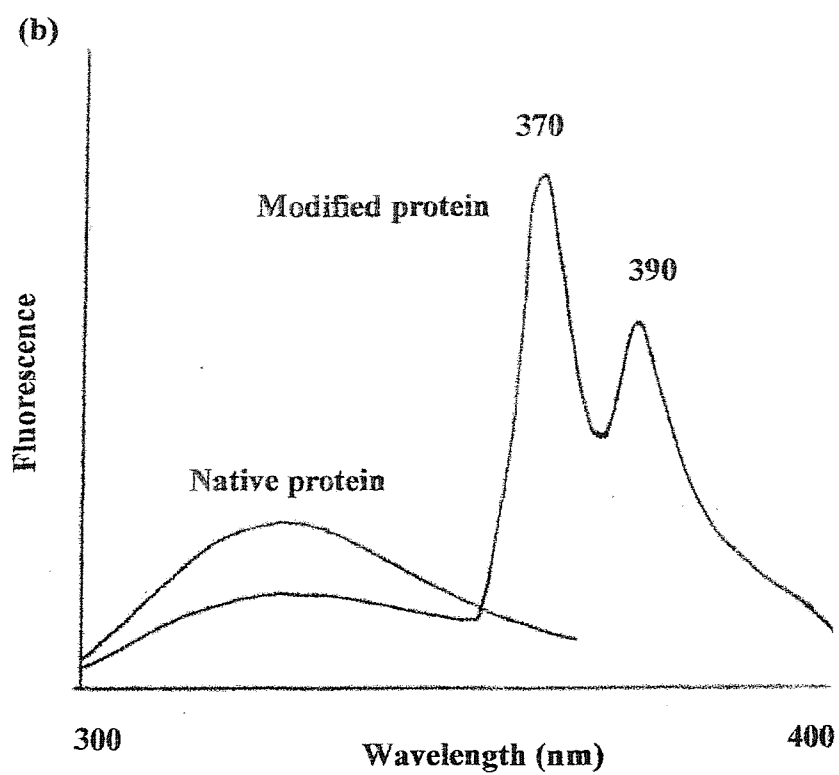 (b)
370
Modified protein
390
Fluorescence
Native protein
300
400
Wavelength (nm)